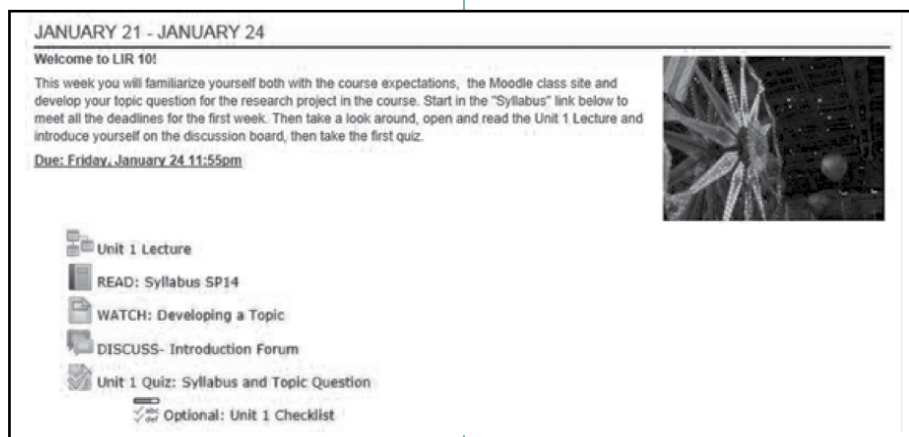 JANUARY 21 - JANUARY 24
Welcome to LIR 10!
This week you will familiarize yourself both with the course expectations, the Moodle class site and
develop your topic question for the research project in the course. Start in the "Syllabus" link below to
meet all the deadlines for the first week. Then take a look around, open and read the Unit 1 Lecture and
introduce yourself on the discussion board, then take the first quiz.
Due: Friday, January 24 11:55pm
Unit 1 Lecture
READ: Syllabus SP14
WATCH: Developing a Topic
DISCUSS- Introduction Forum
Unit 1 Quiz: Syllabus and Topic Question
Optional: Unit 1 Checklist